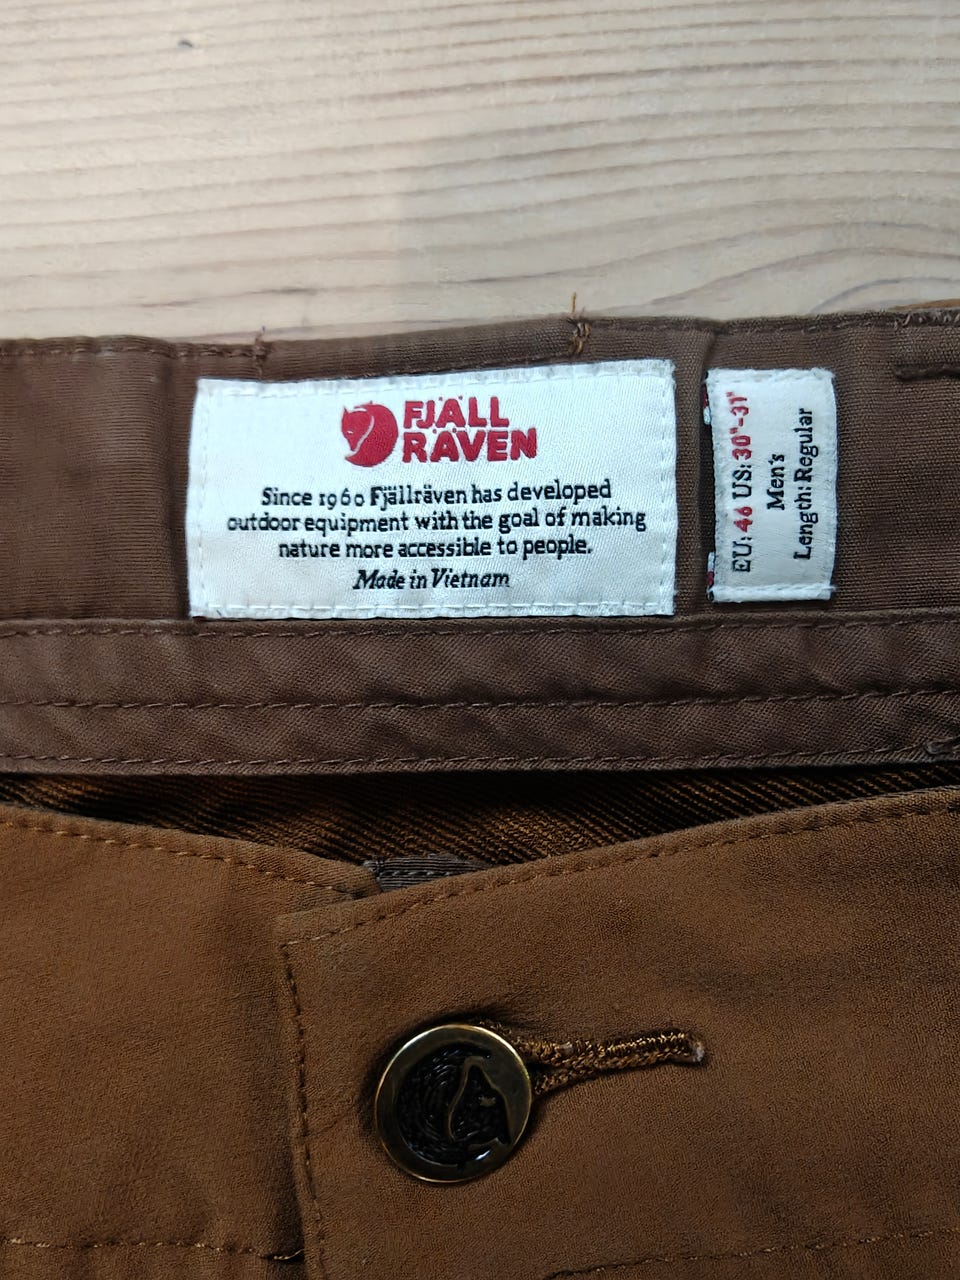 FJÄLL
RÄVEN
Since 1960 Fjällräven has developed
outdoor equipment with the goal of making
nature more accessible to people.
Made in Vietnam
EU: 46 US: 30"-31"
Men's
Length: Regular